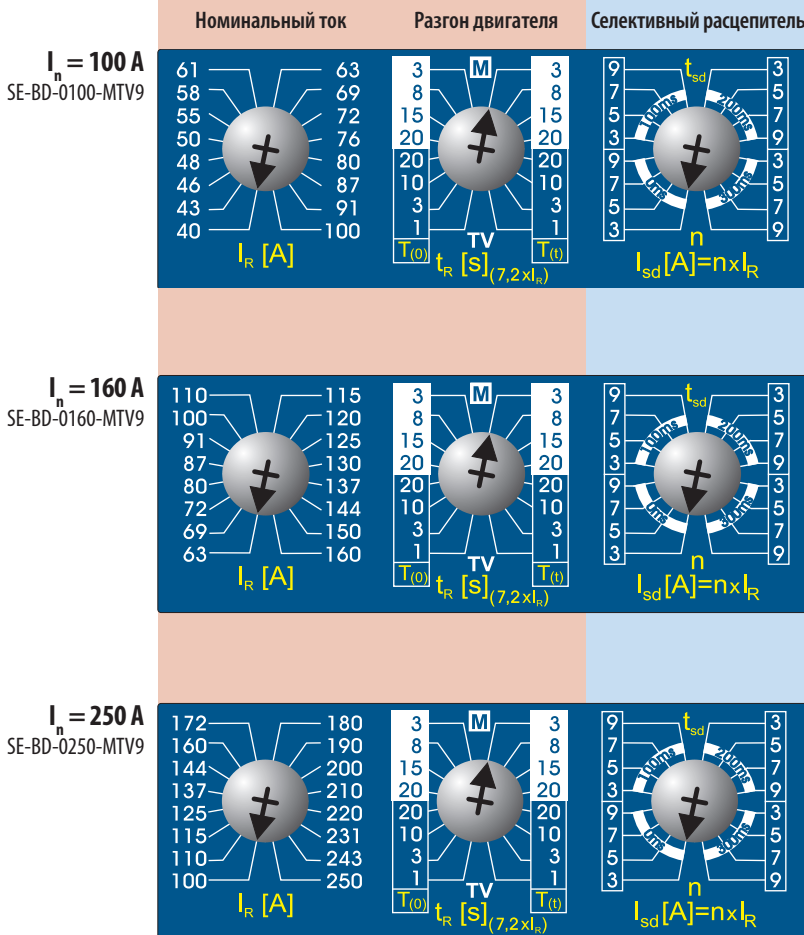 Номинальный ток Разгон двигателя Селективный расцепитель
In = 100 A
SE-BD-0100-MTV9
61 63 3 M 3 9 tsd 3
58 69 8 8 7 100ms 200ms 5
55 72 15 15 5 7
50 76 20 20 3 9
48 80 20 20 9 3
46 87 10 10 7 0ms 300ms 5
43 91 3 3 5 7
40 100 1 TV 1 3 n 9
IR [A] T(0) tR [s](7,2xIR) T(t) Isd[A]=nxIR
In = 160 A
SE-BD-0160-MTV9
110 115 3 M 3 9 tsd 3
100 120 8 8 7 100ms 200ms 5
91 125 15 15 5 7
87 130 20 20 3 9
80 137 20 20 9 3
72 144 10 10 7 0ms 300ms 5
69 150 3 3 5 7
63 160 1 TV 1 3 n 9
IR [A] T(0) tR [s](7,2xIR) T(t) Isd[A]=nxIR
In = 250 A
SE-BD-0250-MTV9
172 180 3 M 3 9 tsd 3
160 190 8 8 7 100ms 200ms 5
144 200 15 15 5 7
137 210 20 20 3 9
125 220 20 20 9 3
115 231 10 10 7 0ms 300ms 5
110 243 3 3 5 7
100 250 1 TV 1 3 n 9
IR [A] T(0) tR [s](7,2xIR) T(t) Isd[A]=nxIR